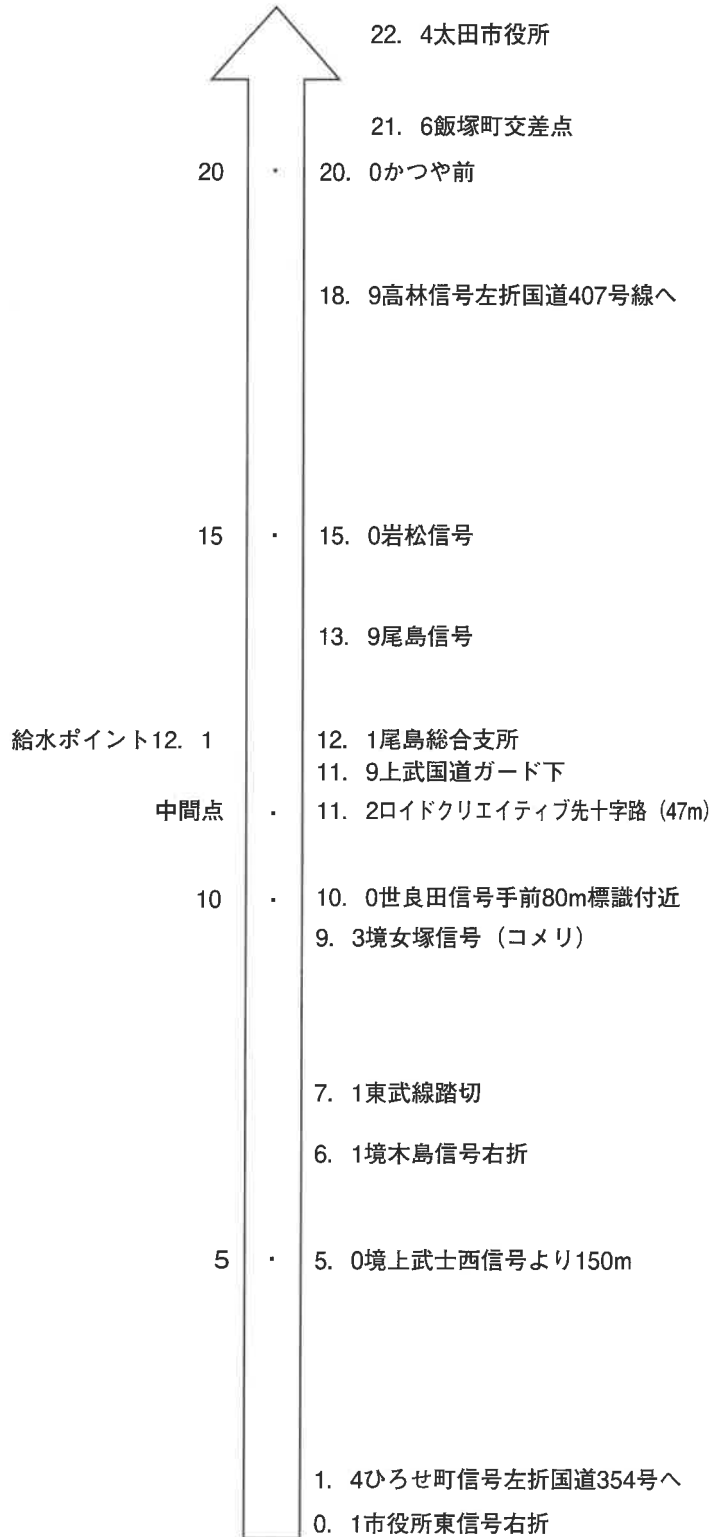 22. 4太田市役所
21. 6飯塚町交差点
20 ・ 20. 0かつや前
18. 9高林信号左折国道407号線へ
15 ・ 15. 0岩松信号
13. 9尾島信号
給水ポイント12. 1 12. 1尾島総合支所
11. 9上武国道ガード下
中間点 ・ 11. 2ロイドクリエイティブ先十字路（47m）
10 ・ 10. 0世良田信号手前80m標識付近
9. 3境女塚信号（コメリ）
7. 1東武線踏切
6. 1境木島信号右折
5 ・ 5. 0境上武士西信号より150m
1. 4ひろせ町信号左折国道354号へ
0. 1市役所東信号右折